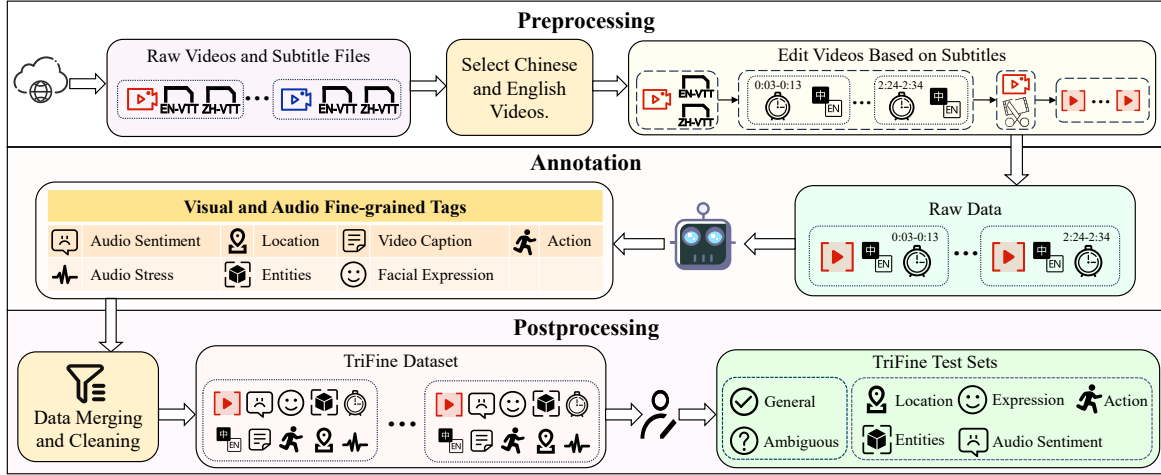 Preprocessing
Raw Videos and Subtitle Files
EN-VTT ZH-VTT EN-VTT ZH-VTT
Select Chinese
and English
Videos.
Edit Videos Based on Subtitles
EN-VTT
ZH-VTT
0:03-0:13
中
EN
2:24-2:34
中
EN
Annotation
Visual and Audio Fine-grained Tags
Audio Sentiment Location Video Caption Action
Audio Stress Entities Facial Expression
Raw Data
0:03-0:13
中
EN
2:24-2:34
中
EN
Postprocessing
Data Merging
and Cleaning
TriFine Dataset
中
EN
中
EN
TriFine Test Sets
General
Ambiguous
Location Expression Action
Entities Audio Sentiment